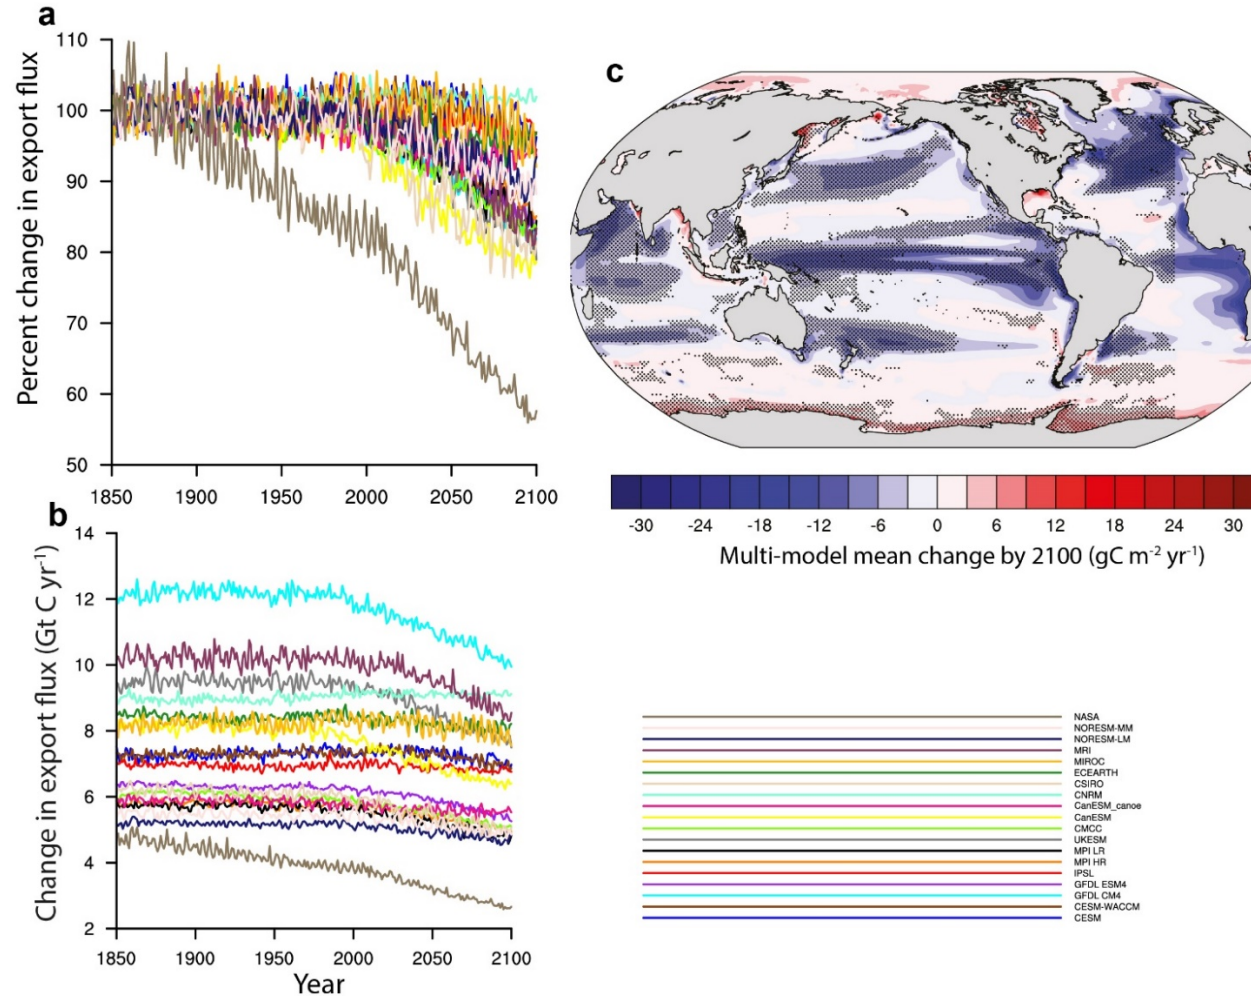 a
Percent change in export flux
110
100
90
80
70
60
50
1850 1900 1950 2000 2050 2100
b
Change in export flux (Gt C yr⁻¹)
14
12
10
8
6
4
2
1850 1900 1950 2000 2050 2100
Year
c
-30 -24 -18 -12 -6 0 6 12 18 24 30
Multi-model mean change by 2100 (gC m⁻² yr⁻¹)
NASA
NORESM-MM
NORESM-LM
MRI
MIROC
ECEARTH
CSIRO
CNRM
CanESM_canoe
CanESM
CMCC
UKESM
MPI LR
MPI HR
IPSL
GFDL ESM4
GFDL CM4
CESM-WACCM
CESM